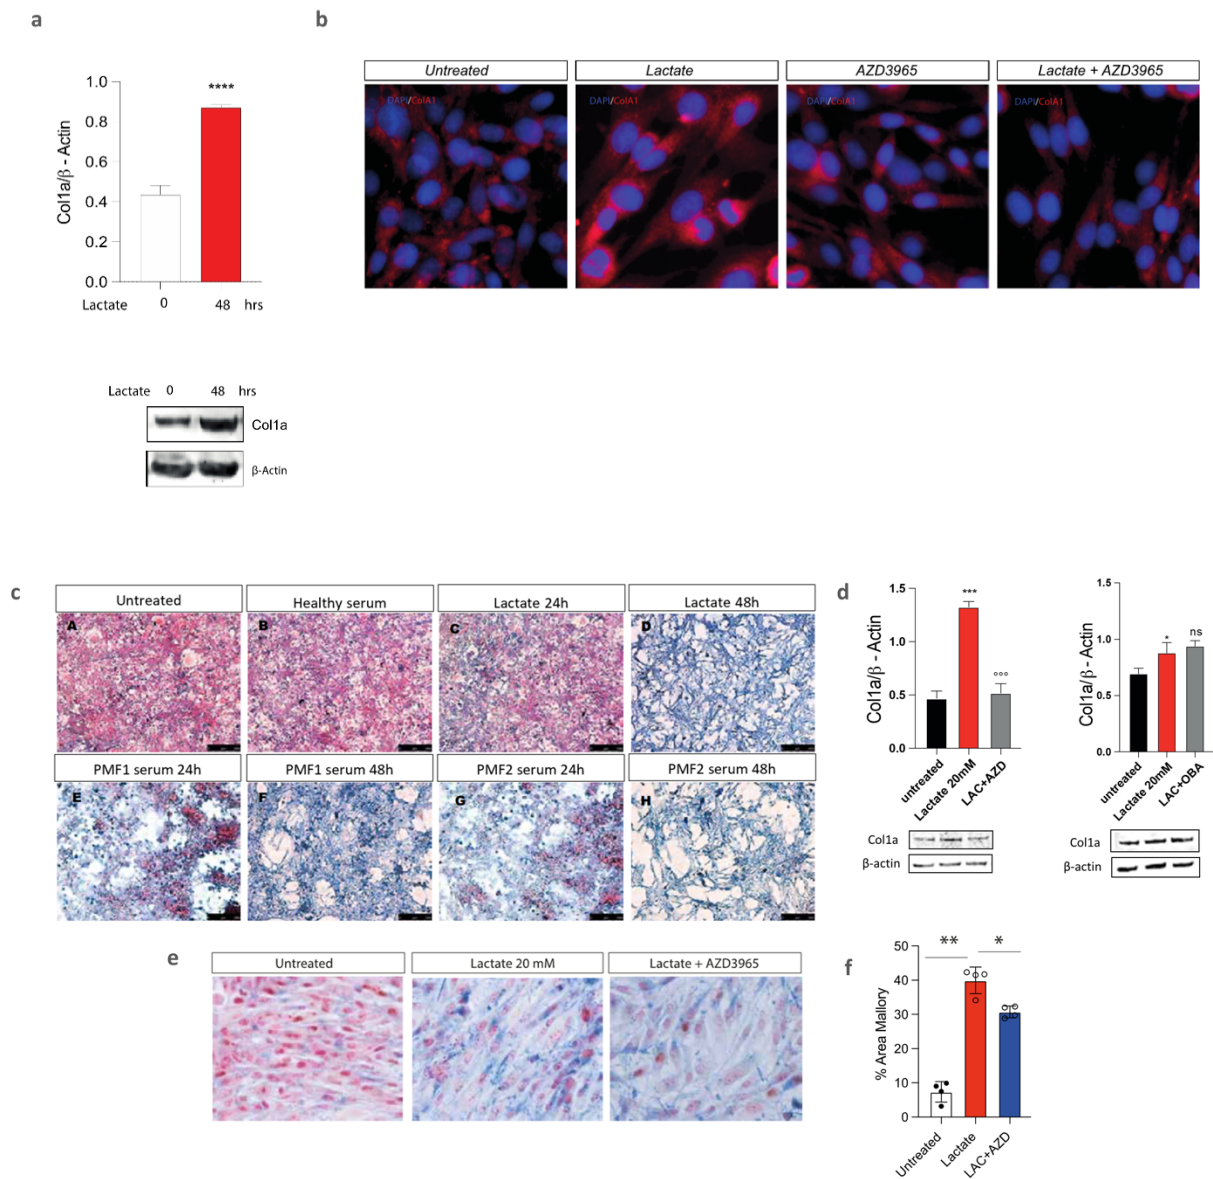 a
b
1.0
0.8
0.6
0.4
0.2
0.0
Col1a/β - Actin
****
Lactate 0 48 hrs
Lactate 0 48 hrs
Col1a
β-Actin
Untreated
Lactate
AZD3965
Lactate + AZD3965
DAPI/ColA1
DAPI/ColA1
DAPI/ColA1
DAPI/ColA1
c
Untreated
Healthy serum
Lactate 24h
Lactate 48h
A
B
C
D
PMF1 serum 24h
PMF1 serum 48h
PMF2 serum 24h
PMF2 serum 48h
E
F
G
H
d
1.5
1.0
0.5
0.0
Col1a/β - Actin
***
°°°
untreated
Lactate 20mM
LAC+AZD
Col1a
β-actin
1.5
1.0
0.5
0.0
Col1a/β - Actin
*
ns
untreated
Lactate 20mM
LAC+OBA
Col1a
β-actin
e
Untreated
Lactate 20 mM
Lactate + AZD3965
f
50
40
30
20
10
0
% Area Mallory
** *
Untreated
Lactate
LAC+AZD